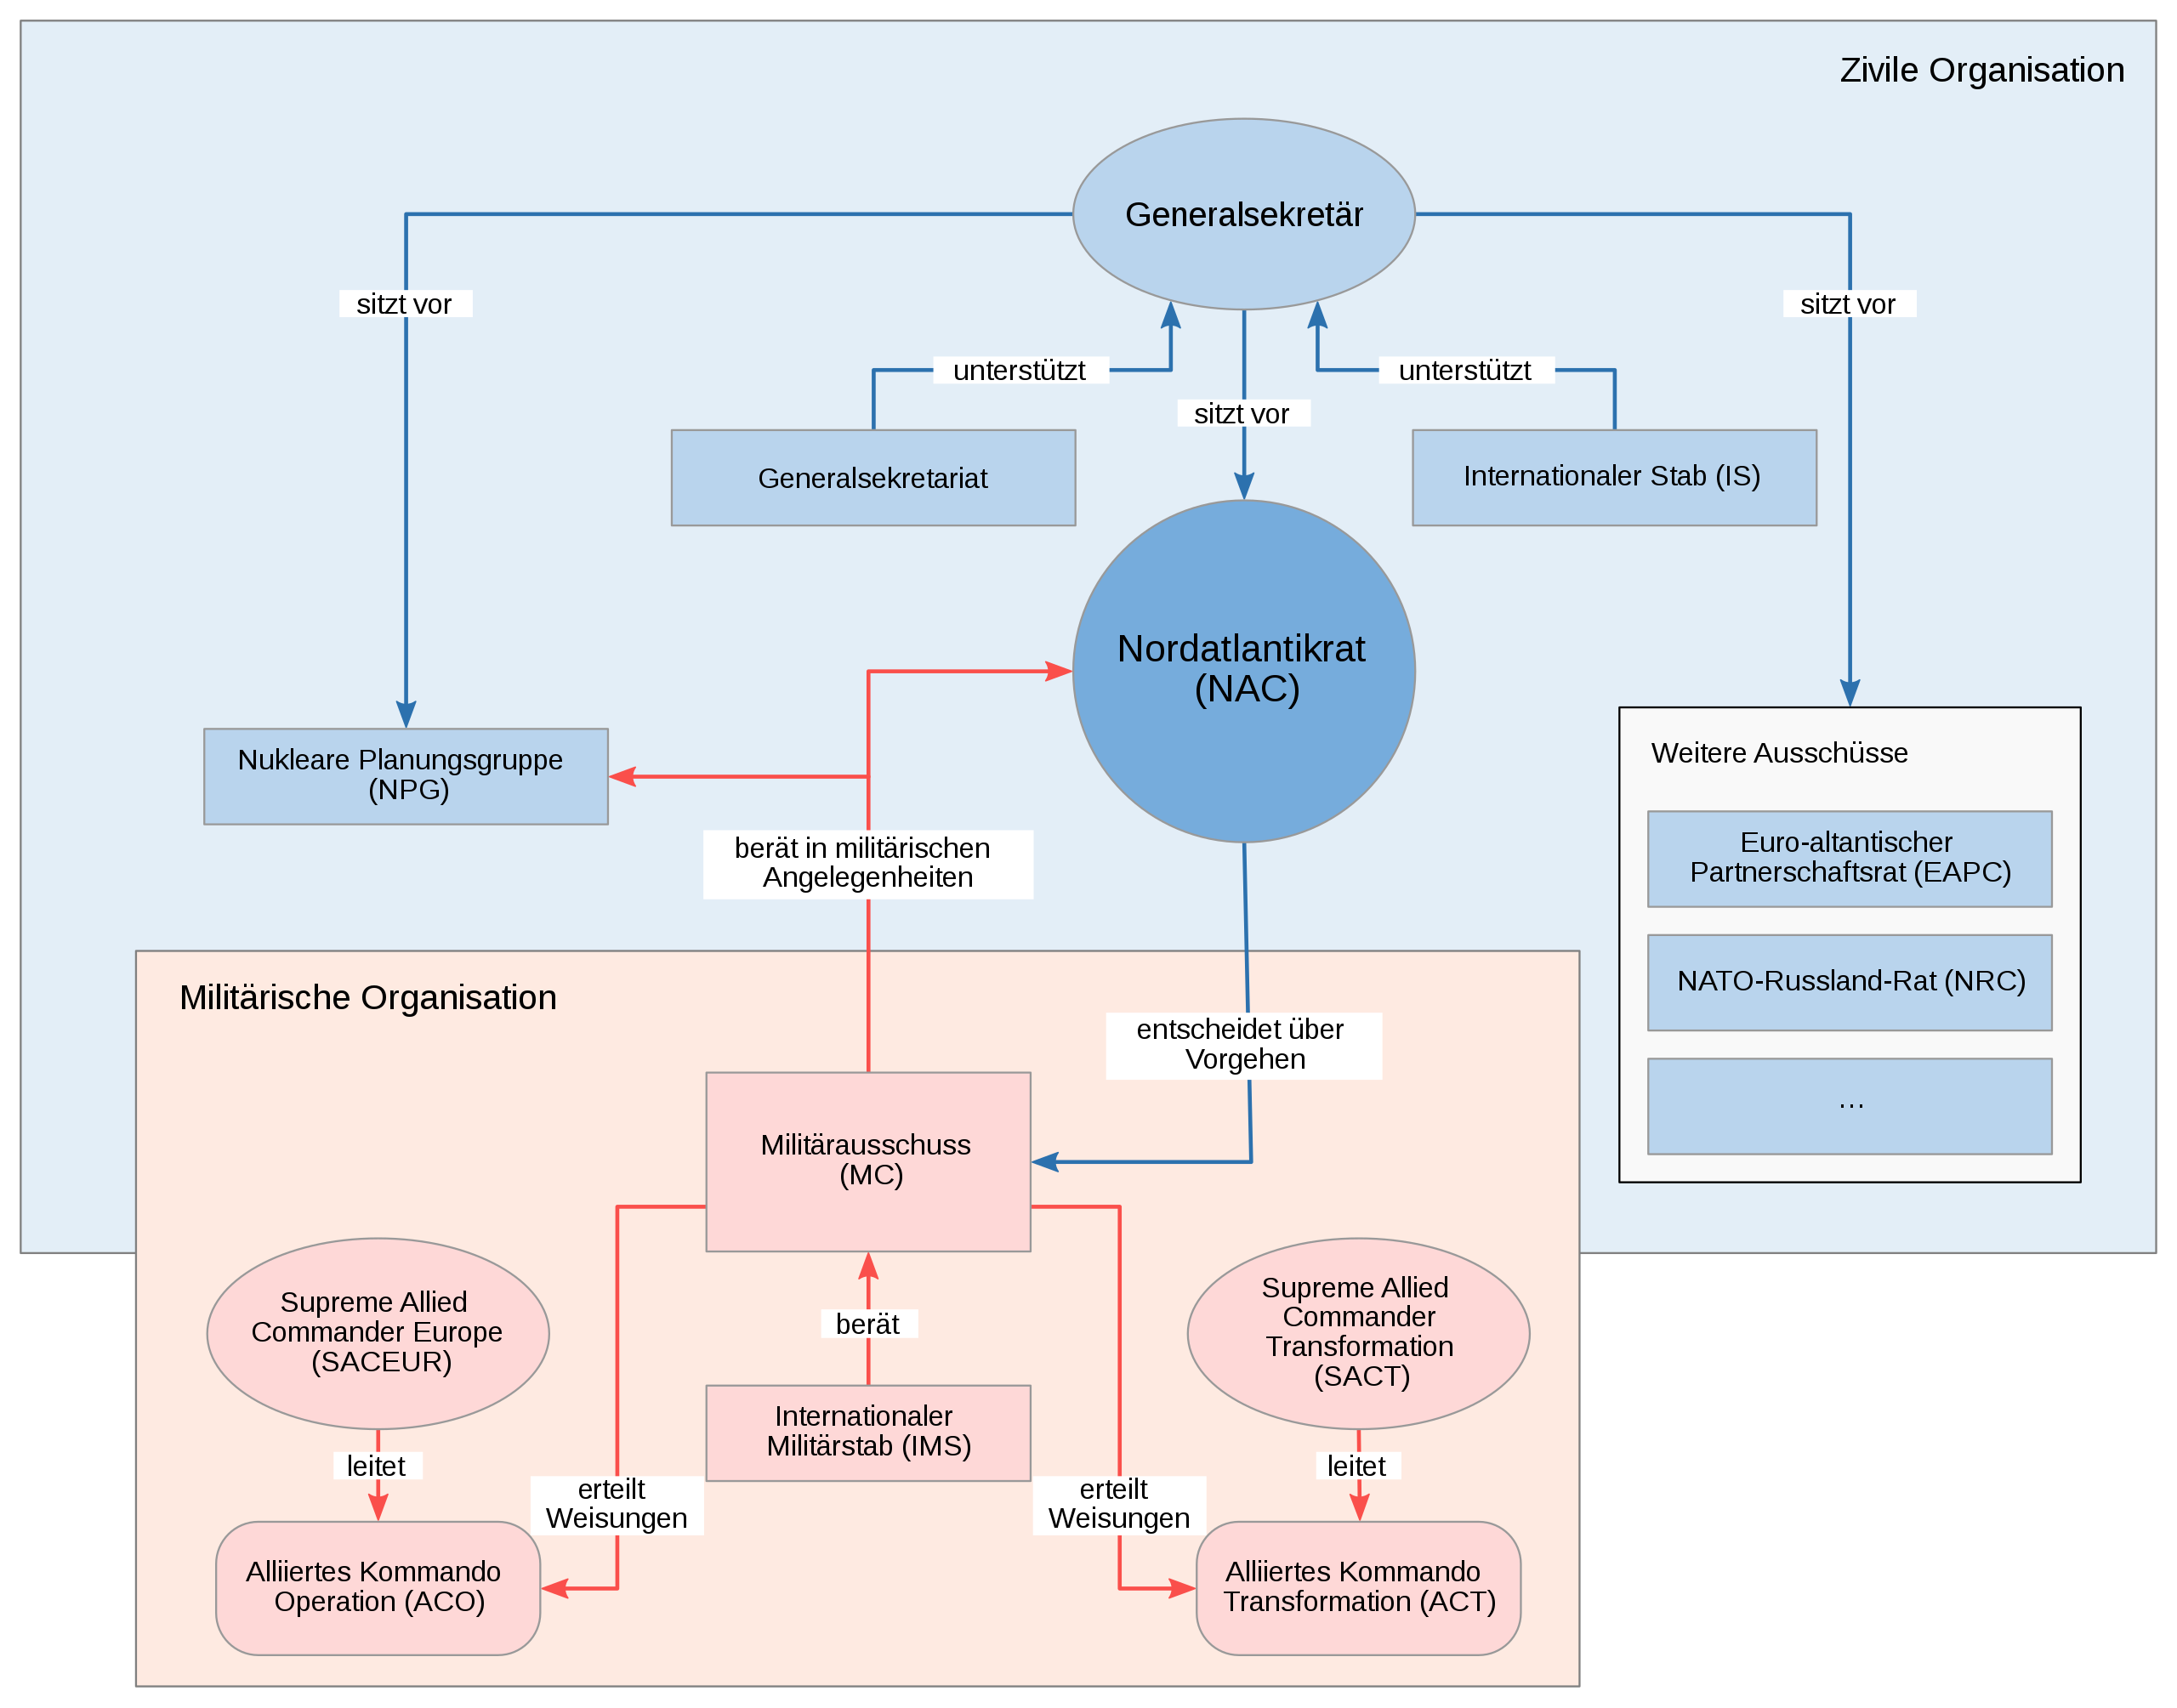 Zivile Organisation
Generalsekretär
sitzt vor
sitzt vor
unterstützt
unterstützt
sitzt vor
Generalsekretariat
Internationaler Stab (IS)
Nordatlantikrat
(NAC)
Nukleare Planungsgruppe
(NPG)
Weitere Ausschüsse
Euro-altantischer
Partnerschaftsrat (EAPC)
NATO-Russland-Rat (NRC)
...
berät in militärischen
Angelegenheiten
Militärische Organisation
entscheidet über
Vorgehen
Militärausschuss
(MC)
Supreme Allied
Commander Europe
(SACEUR)
berät
Supreme Allied
Commander
Transformation
(SACT)
Internationaler
Militärstab (IMS)
leitet
leitet
erteilt
Weisungen
erteilt
Weisungen
Alliiertes Kommando
Operation (ACO)
Alliiertes Kommando
Transformation (ACT)